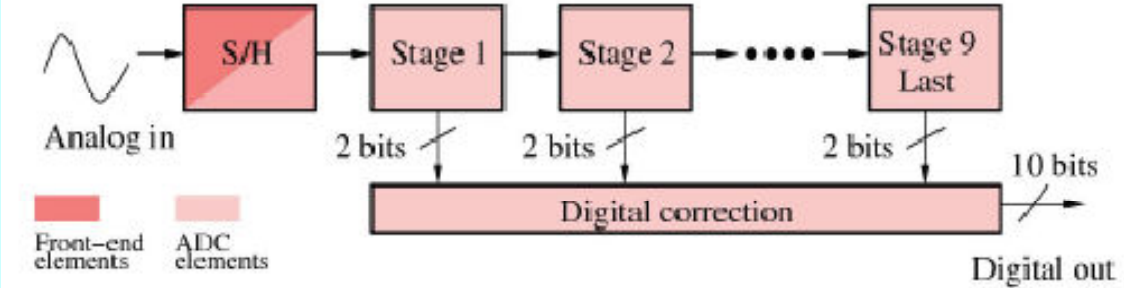 S/H
Stage 1
Stage 2
Stage 9
Last
Analog in
2 bits
2 bits
2 bits
10 bits
Digital correction
Front-end
elements
ADC
elements
Digital out